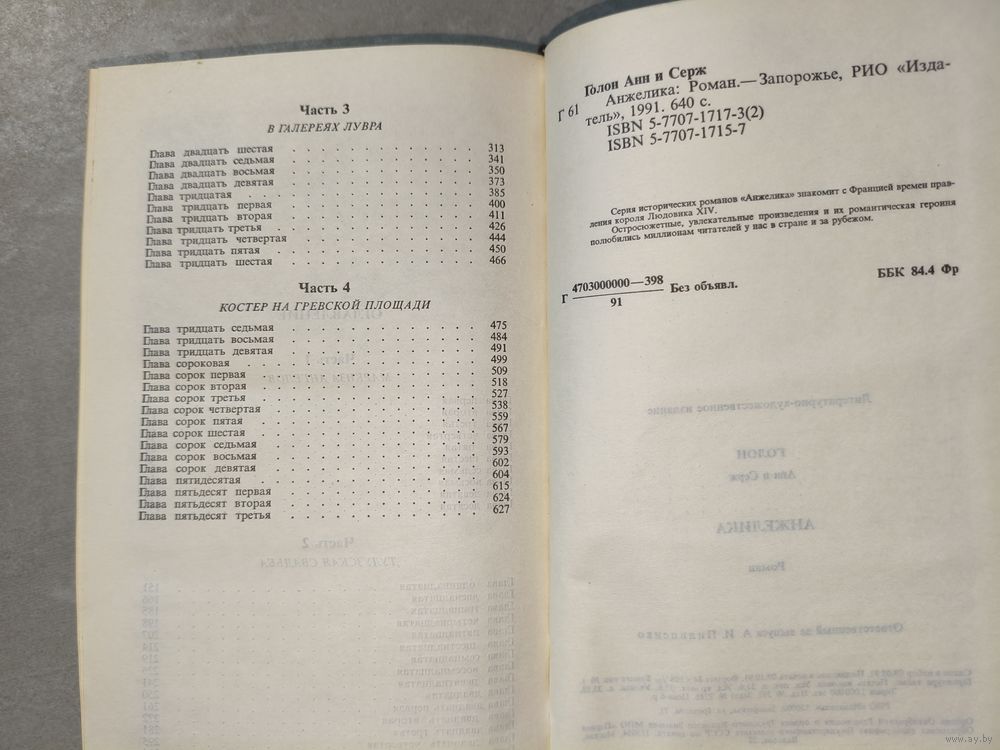 Часть 3
В ГАЛЕРЕЯХ ЛУВРА
Глава двадцать шестая 313
Глава двадцать седьмая 341
Глава двадцать восьмая 350
Глава двадцать девятая 373
Глава тридцатая 385
Глава тридцать первая 400
Глава тридцать вторая 411
Глава тридцать третья 426
Глава тридцать четвертая 444
Глава тридцать пятая 450
Глава тридцать шестая 466
Часть 4
КОСТЕР НА ГРЕВСКОЙ ПЛОЩАДИ
Глава тридцать седьмая 475
Глава тридцать восьмая 484
Глава тридцать девятая 491
Глава сороковая 499
Глава сорок первая 509
Глава сорок вторая 518
Глава сорок третья 527
Глава сорок четвертая 538
Глава сорок пятая 559
Глава сорок шестая 567
Глава сорок седьмая 579
Глава сорок восьмая 593
Глава сорок девятая 602
Глава пятидесятая 604
Глава пятьдесят первая 615
Глава пятьдесят вторая 624
Глава пятьдесят третья 627
Голон Анн и Серж
Г 61 Анжелика: Роман.—Запорожье, РИО «Изда-
тель», 1991. 640 с.
ISBN 5-7707-1717-3(2)
ISBN 5-7707-1715-7
Серия исторических романов «Анжелика» знакомит с Францией времен прав-
ления короля Людовика XIV.
Остросюжетные, увлекательные произведения и их романтическая героиня
полюбились миллионам читателей у нас в стране и за рубежом.
Г 4703000000—398
91
Без объявл.
ББК 84.4 Фр
www.ay.by